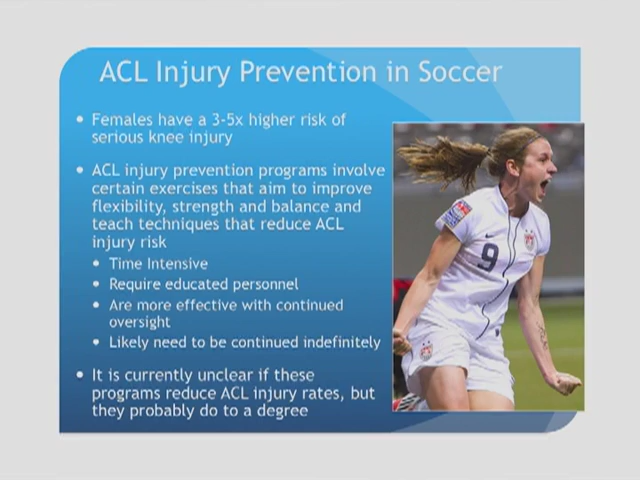 ACL Injury Prevention in Soccer
• Females have a 3-5x higher risk of
serious knee injury
• ACL injury prevention programs involve
certain exercises that aim to improve
flexibility, strength and balance and
teach techniques that reduce ACL
injury risk
• Time Intensive
• Require educated personnel
• Are more effective with continued
oversight
• Likely need to be continued indefinitely
• It is currently unclear if these
programs reduce ACL injury rates, but
they probably do to a degree
9